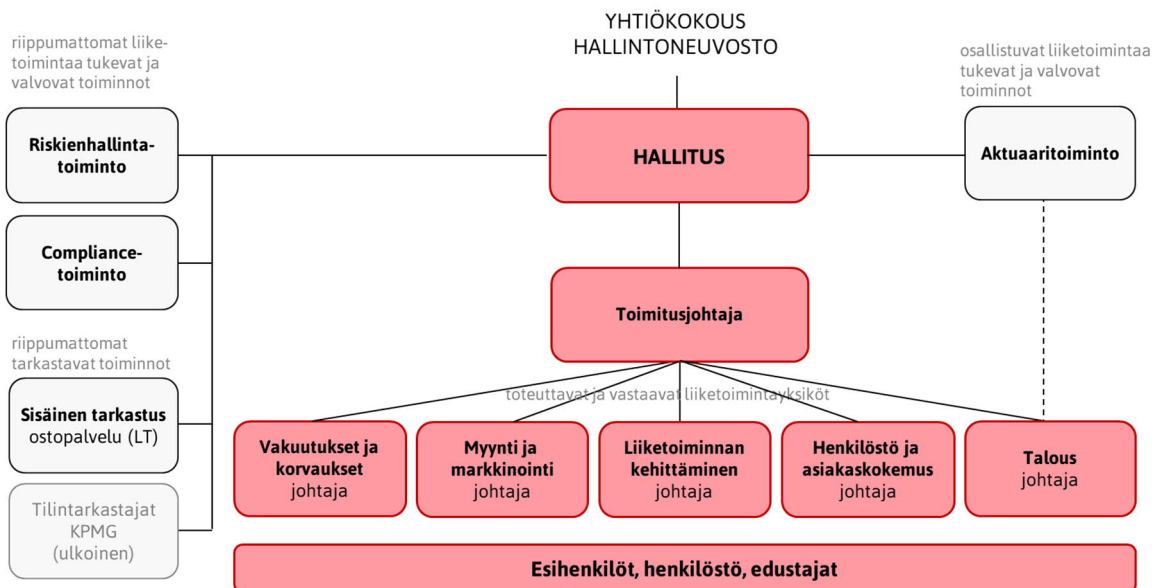 YHTIÖKOKOUS
HALLINTONEUVOSTO
riippumattomat liike-
toimintaa tukevat ja
valvovat toiminnot
osallistuvat liiketoimintaa
tukevat ja valvovat
toiminnot
Riskienhallinta-
toiminto
HALLITUS
Aktuaaritoiminto
Compliance-
toiminto
Toimitusjohtaja
riippumattomat
tarkastavat toiminnot
toteuttavat ja vastaavat liiketoimintayksiköt
Sisäinen tarkastus
ostopalvelu (LT)
Vakuutukset ja
korvaukset
johtaja
Myynti ja
markkinointi
johtaja
Liiketoiminnan
kehittäminen
johtaja
Henkilöstö ja
asiakaskokemus
johtaja
Talous
johtaja
Tilintarkastajat
KPMG
(ulkoinen)
Esihenkilöt, henkilöstö, edustajat